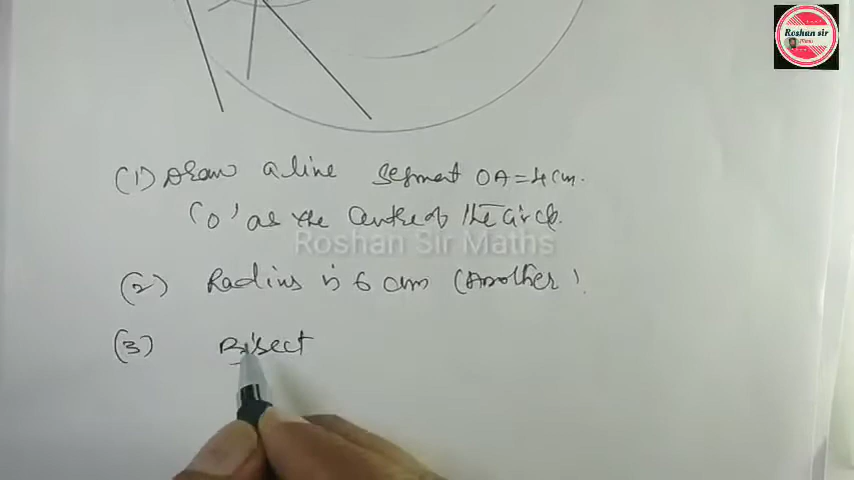 Roshan sir
(1) Draw a line segment OA = 4 cm.
'O' as the Centre of the circle.
Roshan Sir Maths
(2) Radius is 6 cm (Another)
(3) Bisect